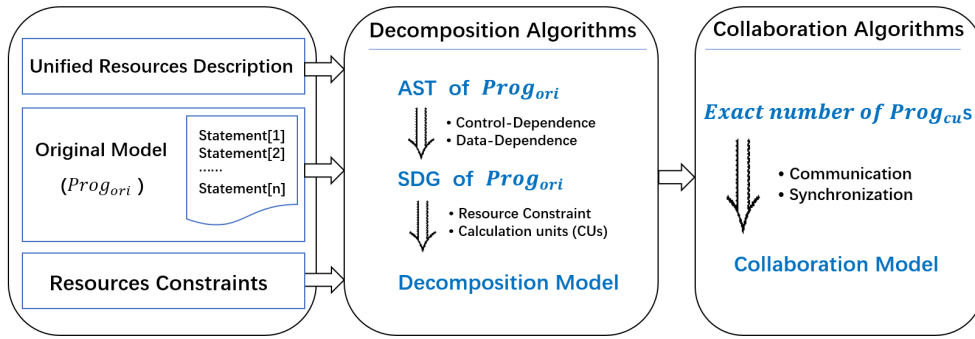 Unified Resources Description
Original Model
(Prog_ori)
Statement[1]
Statement[2]
......
Statement[n]
Resources Constraints
Decomposition Algorithms
AST of Prog_ori
• Control-Dependence
• Data-Dependence
SDG of Prog_ori
• Resource Constraint
• Calculation units (CUs)
Decomposition Model
Collaboration Algorithms
Exact number of Prog_cus
• Communication
• Synchronization
Collaboration Model